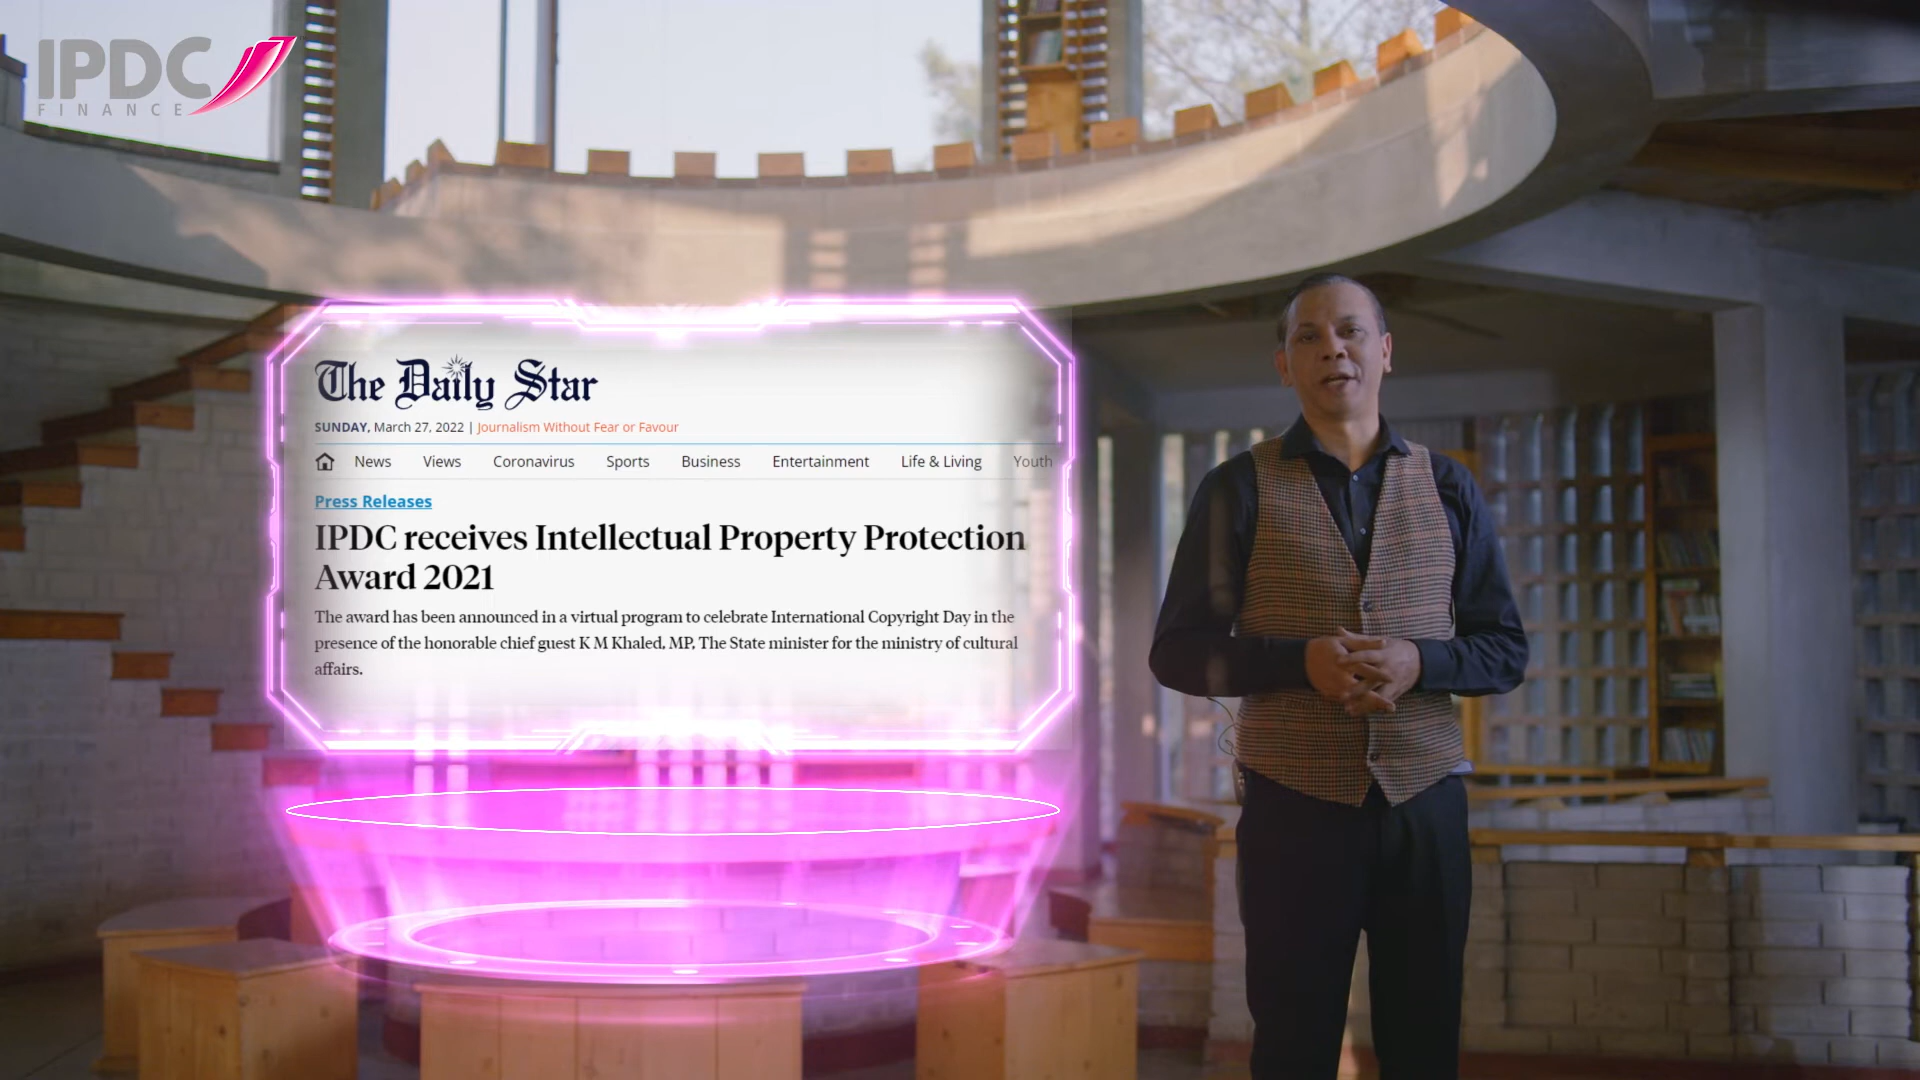 IPDC
FINANCE
The Daily Star
SUNDAY, March 27, 2022 | Journalism Without Fear or Favour
News Views Coronavirus Sports Business Entertainment Life & Living Youth
Press Releases
IPDC receives Intellectual Property Protection
Award 2021
The award has been announced in a virtual program to celebrate International Copyright Day in the
presence of the honorable chief guest K M Khaled, MP, The State minister for the ministry of cultural
affairs.